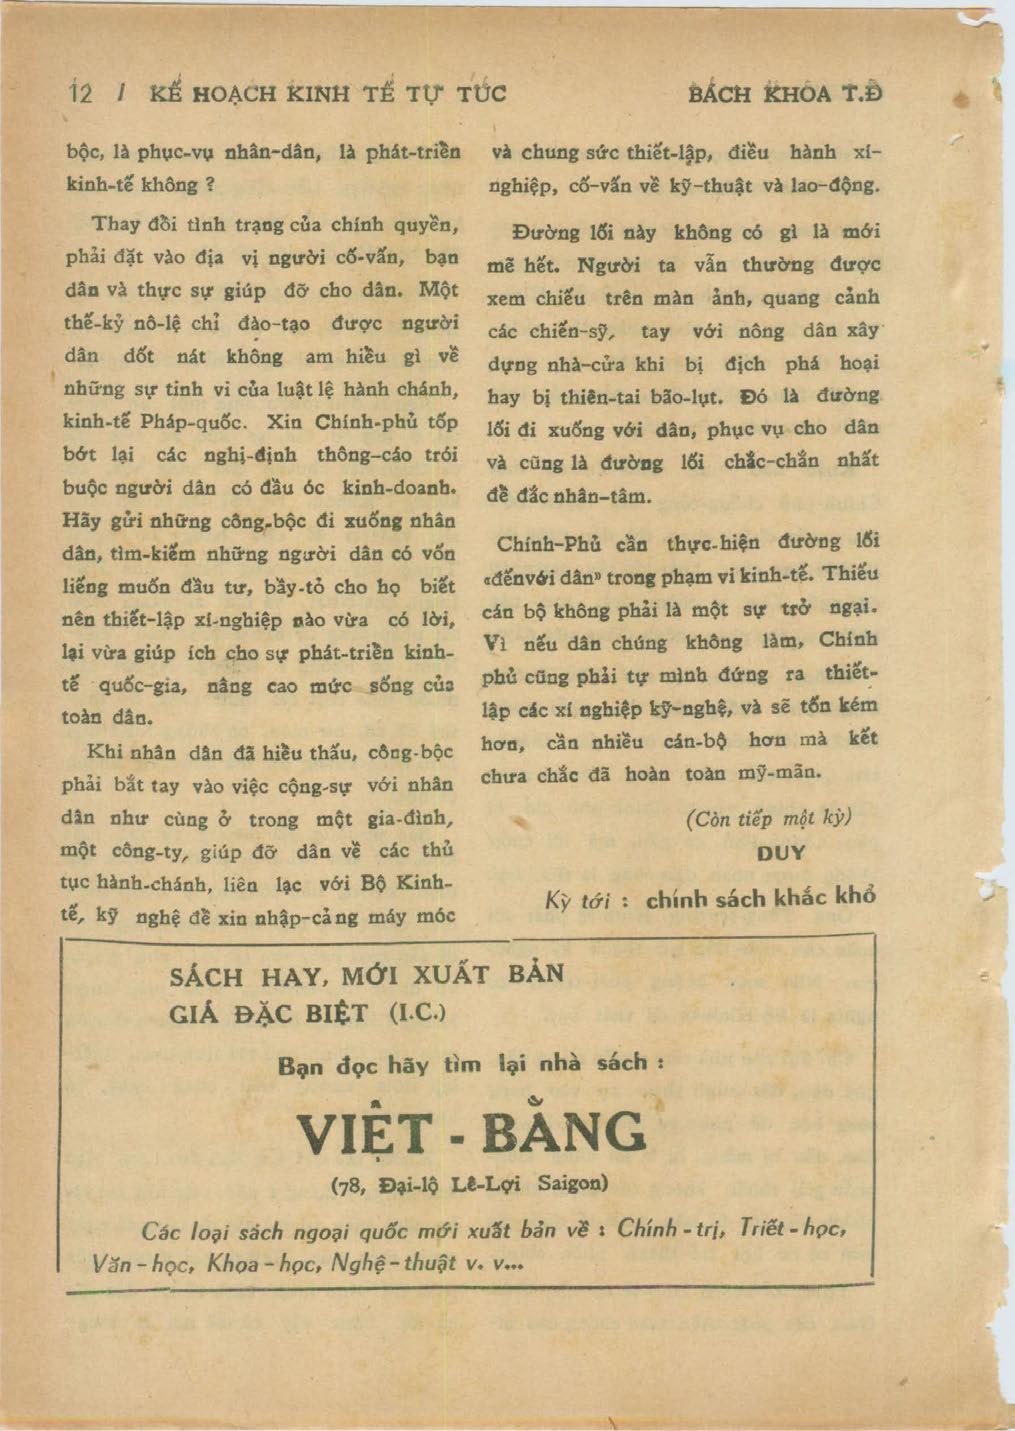 12 / KẾ HOẠCH KINH TẾ TỰ TÚC
BÁCH KHOA T.Đ
bộc, là phục-vụ nhân-dân, là phát-triển
kinh-tế không ?
Thay đổi tình trạng của chính quyền,
phải đặt vào địa vị người cố-vấn, bạn
dân và thực sự giúp đỡ cho dân. Một
thế-kỷ nô-lệ chỉ đào-tạo được người
dân dốt nát không am hiểu gì về
những sự tinh vi của luật lệ hành chánh,
kinh-tế Pháp-quốc. Xin Chính-phủ tốp
bớt lại các nghị-định thông-cáo trói
buộc người dân có đầu óc kinh-doanh.
Hãy gửi những công-bộc đi xuống nhân
dân, tìm-kiếm những người dân có vốn
liếng muốn đầu tư, bầy-tỏ cho họ biết
nên thiết-lập xí-nghiệp nào vừa có lời,
lại vừa giúp ích cho sự phát-triển kinh-
tế quốc-gia, nâng cao mức sống của
toàn dân.
Khi nhân dân đã hiểu thấu, công-bộc
phải bắt tay vào việc cộng-sự với nhân
dân như cùng ở trong một gia-đình,
một công-ty, giúp đỡ dân về các thủ
tục hành-chánh, liên lạc với Bộ Kinh-
tế, kỹ nghệ để xin nhập-cảng máy móc
và chung sức thiết-lập, điều hành xí-
nghiệp, cố-vấn về kỹ-thuật và lao-động.
Đường lối này không có gì là mới
mẽ hết. Người ta vẫn thường được
xem chiếu trên màn ảnh, quang cảnh
các chiến-sỹ, tay với nông dân xây
dựng nhà-cửa khi bị địch phá hoại
hay bị thiên-tai bão-lụt. Đó là đường
lối đi xuống với dân, phục vụ cho dân
và cũng là đường lối chắc-chắn nhất
để đắc nhân-tâm.
Chính-Phủ cần thực-hiện đường lối
«đếnvới dân» trong phạm vi kinh-tế. Thiếu
cán bộ không phải là một sự trở ngại.
Vì nếu dân chúng không làm, Chính
phủ cũng phải tự mình đứng ra thiết-
lập các xí nghiệp kỹ-nghệ, và sẽ tốn kém
hơn, cần nhiều cán-bộ hơn mà kết
chưa chắc đã hoàn toàn mỹ-mãn.
(Còn tiếp một kỳ)
DUY
Kỳ tới : chính sách khắc khổ
SÁCH HAY, MỚI XUẤT BẢN
GIÁ ĐẶC BIỆT (I.C.)
Bạn đọc hãy tìm lại nhà sách :
VIỆT - BẰNG
(78, Đại-lộ Lê-Lợi Saigon)
Các loại sách ngoại quốc mới xuất bản về : Chính - trị, Triết - học,
Văn - học, Khoa - học, Nghệ - thuật v. v...